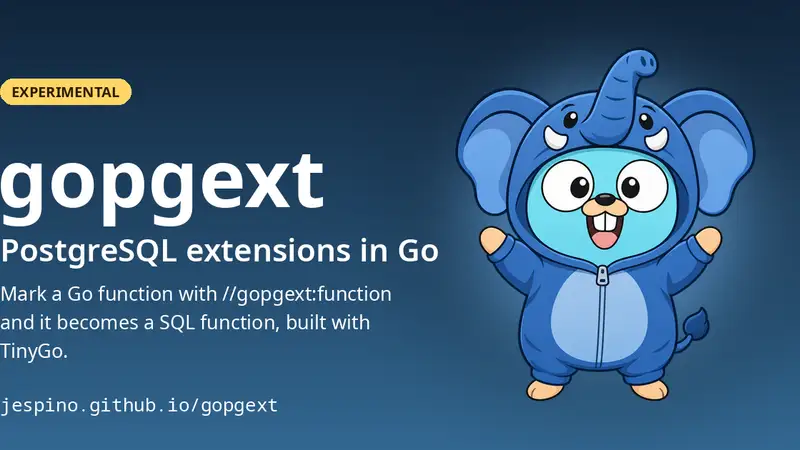 EXPERIMENTAL
gopgext
PostgreSQL extensions in Go
Mark a Go function with //gopgext:function
and it becomes a SQL function, built with
TinyGo.
jespino.github.io/gopgext